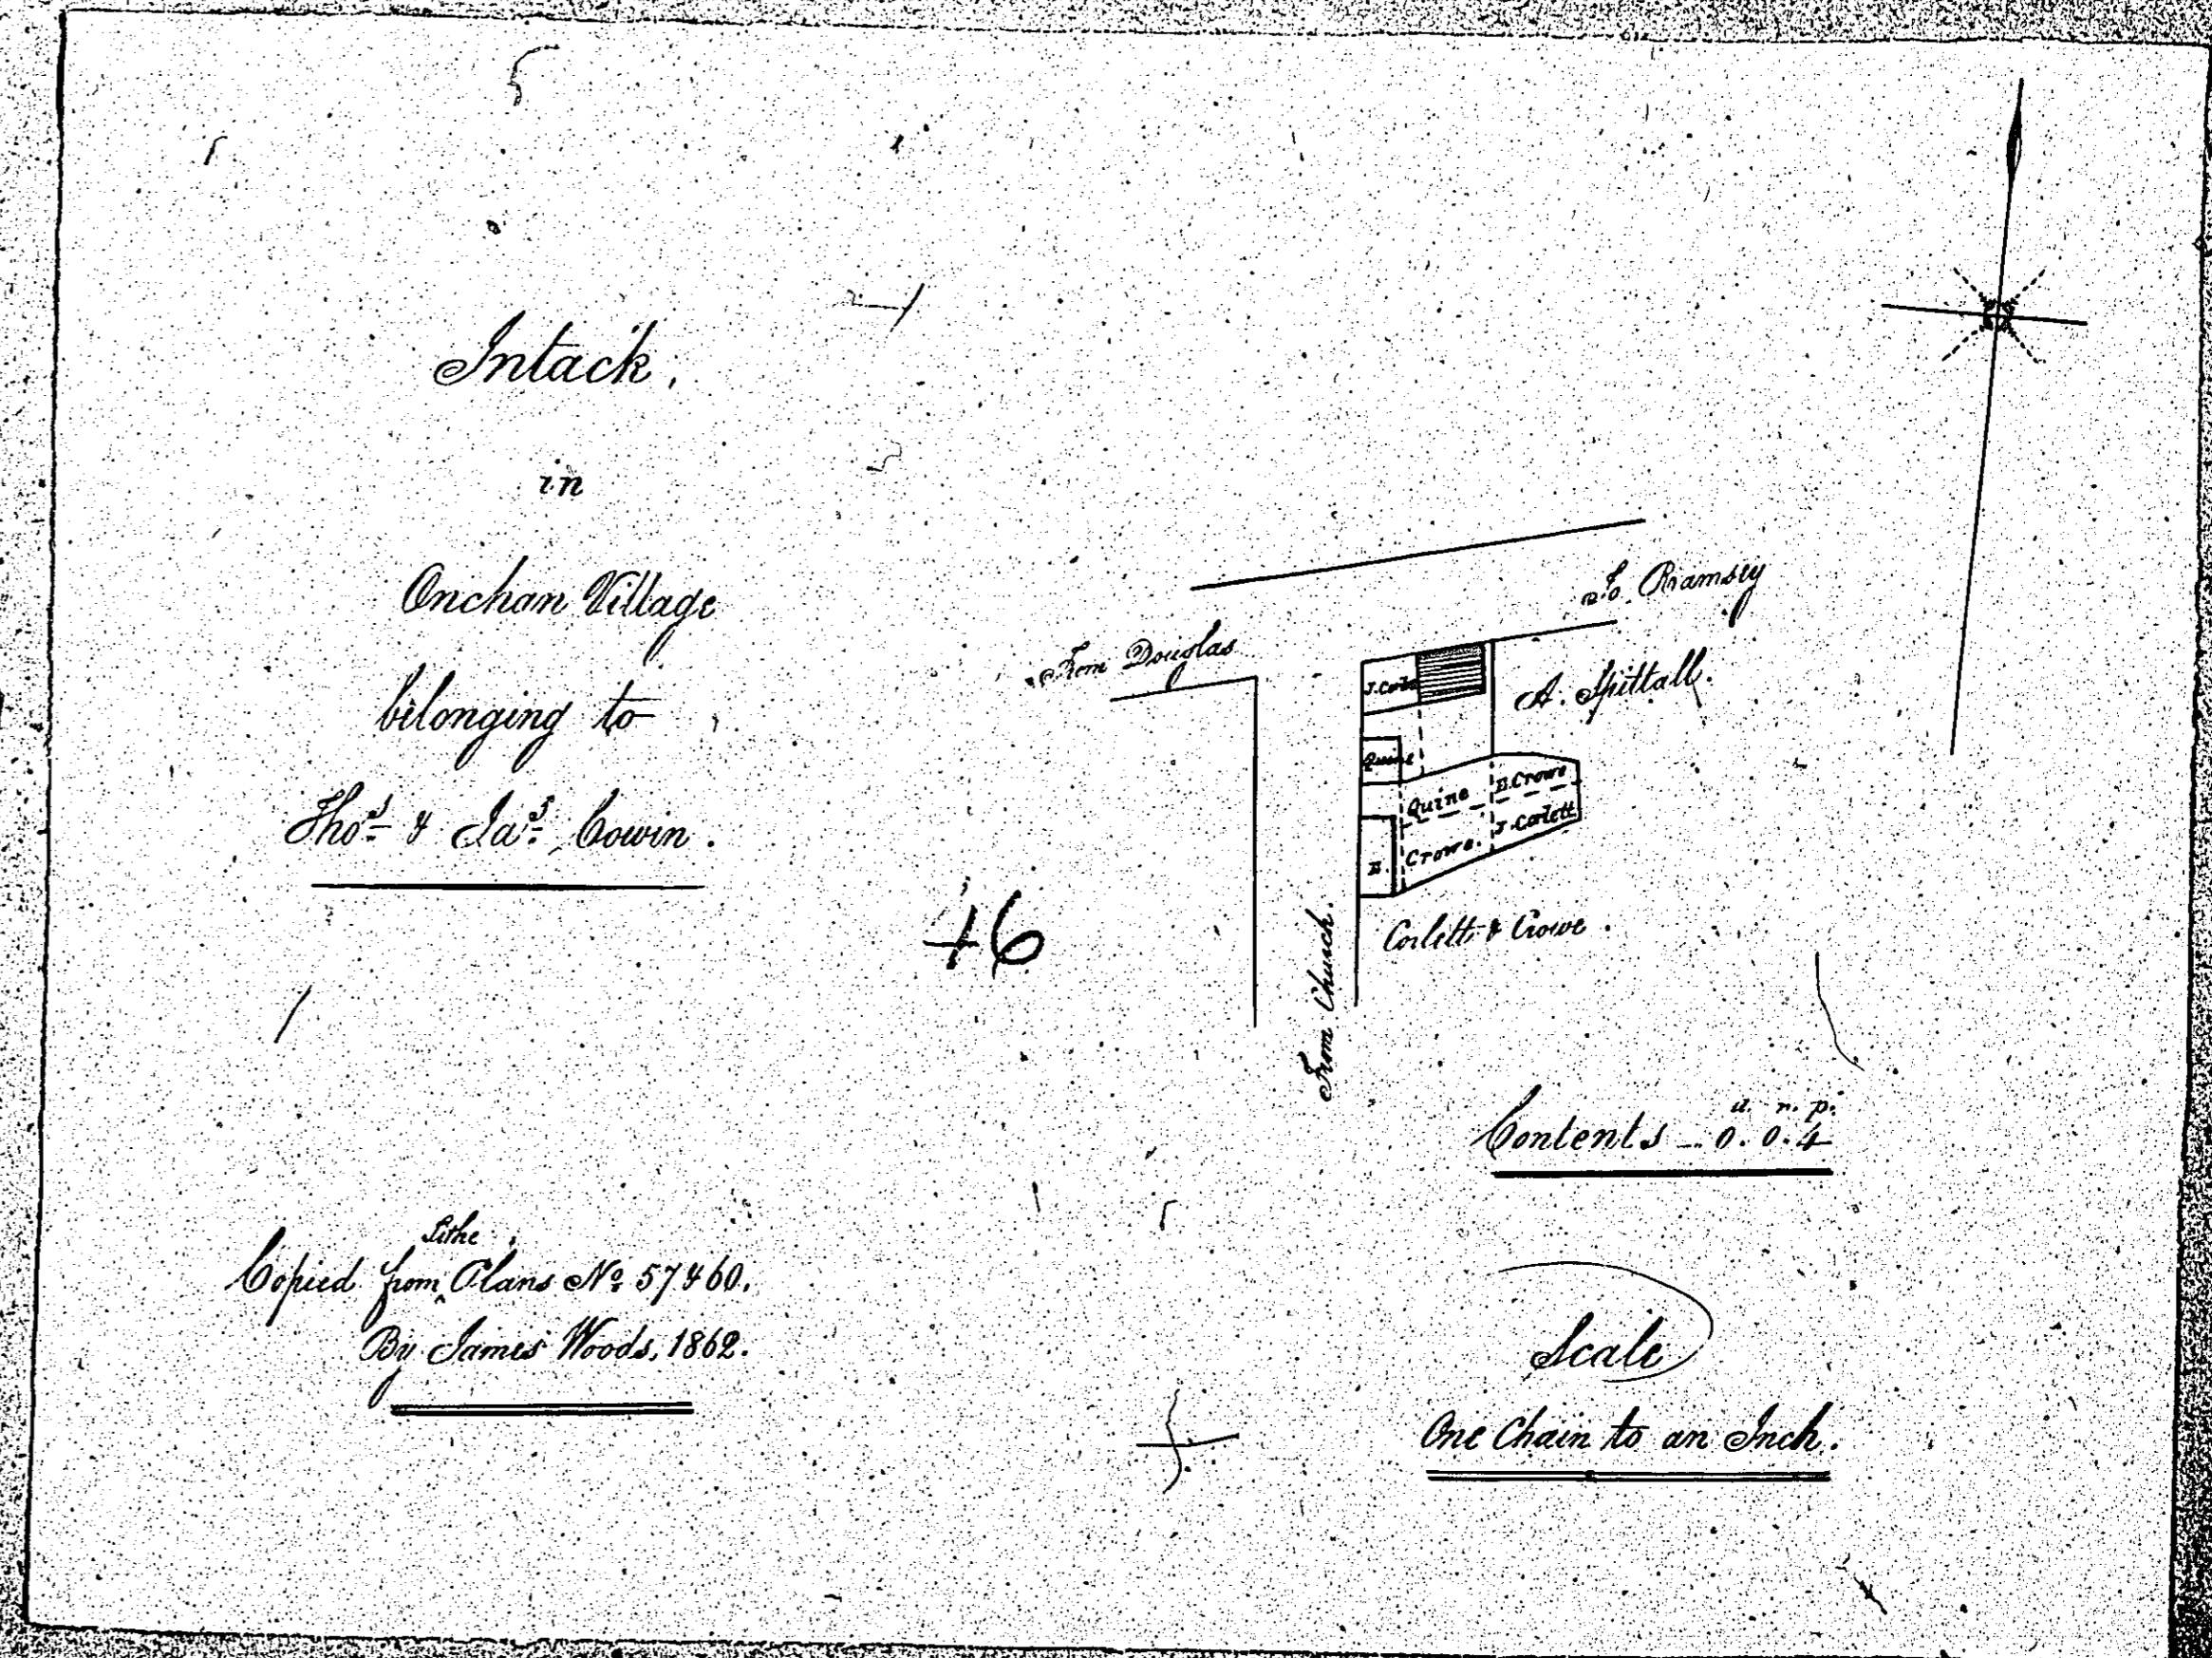 Intack.
in
Onchan Village
belonging to
Thos & Jas Cowin.
46
From Douglas
To Ramsey
A. Spittall.
J. Corlett
Quine
Quine
E. Crowe
J. Corlett
E. Crowe.
Corlett & Crowe.
From Church.
a. r. p.
Contents - 0. 0. 4
Copied from Tithe Plans No 57 & 60.
By James Woods, 1862.
Scale
One Chain to an Inch.